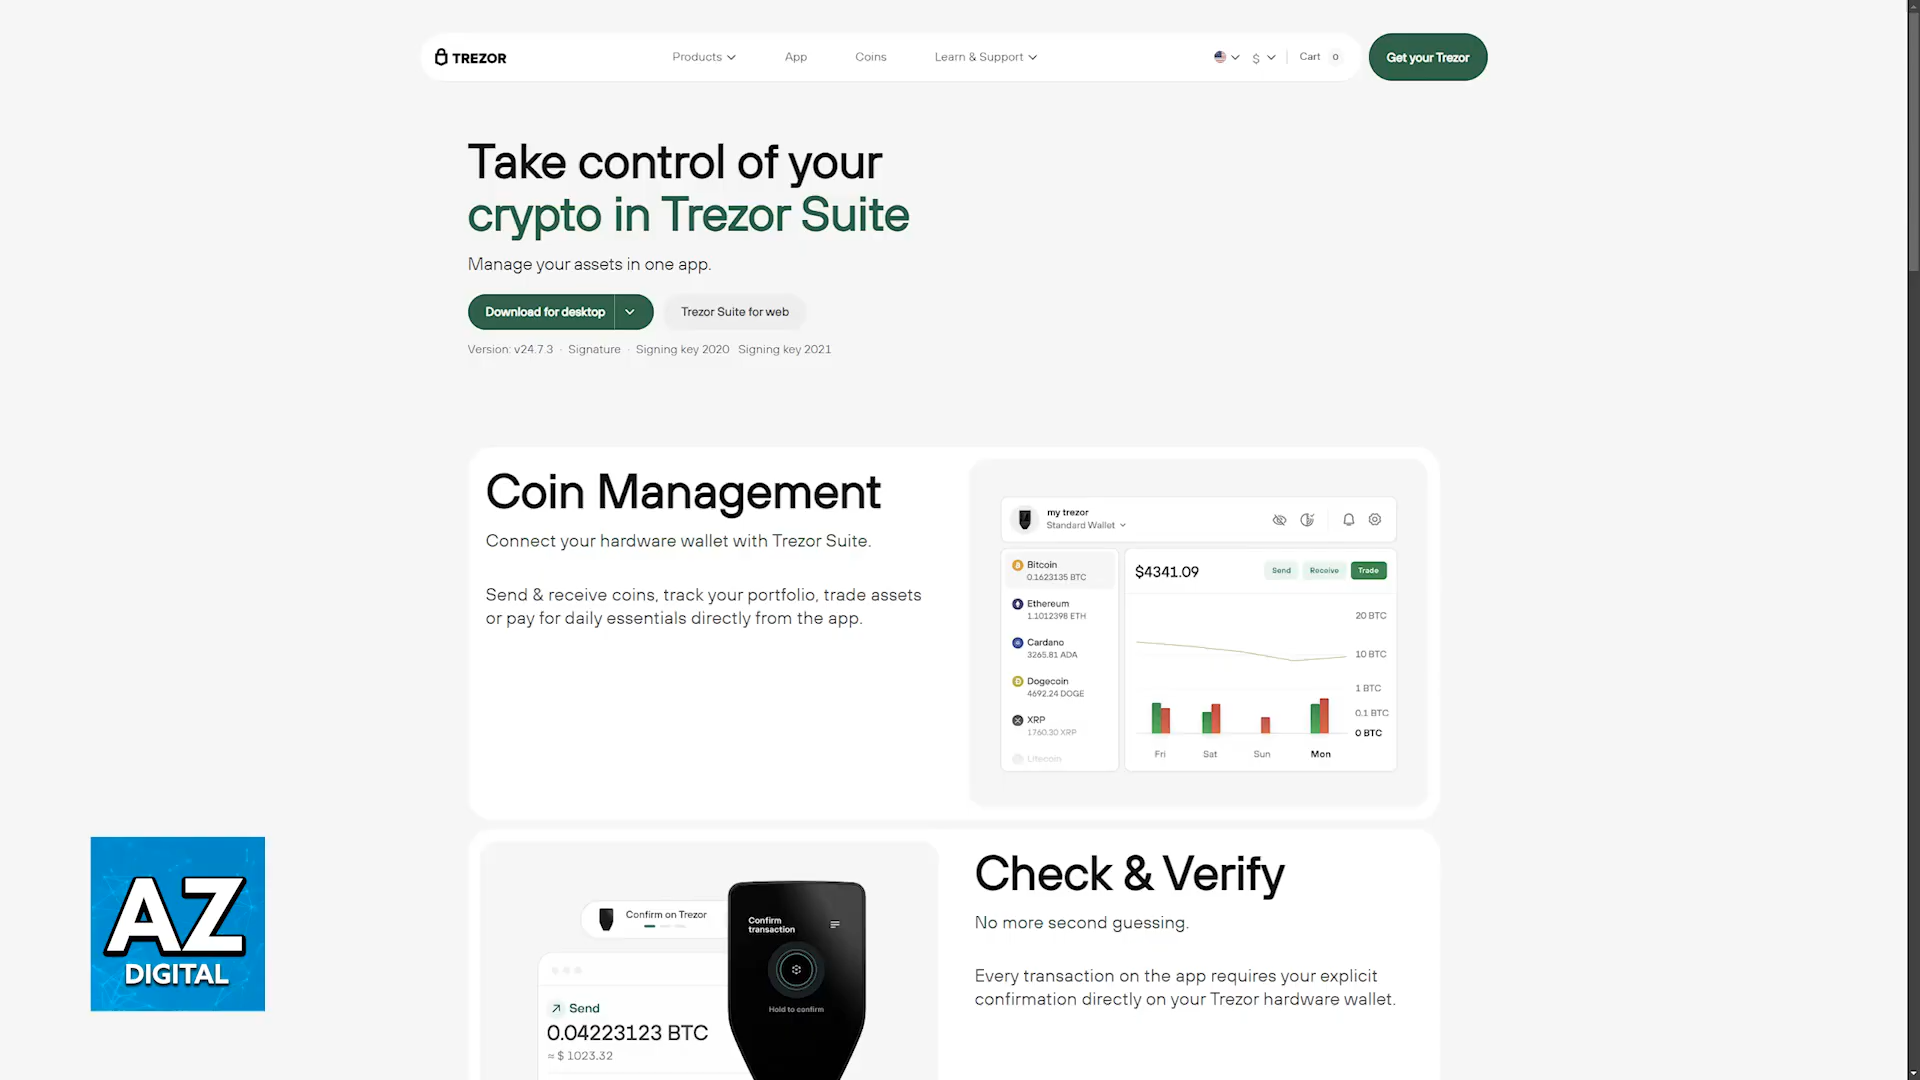 TREZOR
Products
App
Coins
Learn & Support
$
Cart 0
Get your Trezor
Take control of your
crypto in Trezor Suite
Manage your assets in one app.
Download for desktop
Trezor Suite for web
Version: v24.7.3 · Signature · Signing key 2020 Signing key 2021
Coin Management
Connect your hardware wallet with Trezor Suite.
Send & receive coins, track your portfolio, trade assets
or pay for daily essentials directly from the app.
my trezor
Standard Wallet
Bitcoin
0.1623135 BTC
Ethereum
1.1012398 ETH
Cardano
3265.81 ADA
Dogecoin
4692.24 DOGE
XRP
1760.30 XRP
Litecoin
$4341.09
Send
Receive
Trade
20 BTC
10 BTC
1 BTC
0.1 BTC
0 BTC
Fri
Sat
Sun
Mon
Confirm on Trezor
Confirm
transaction
Hold to confirm
Send
0.04223123 BTC
≈ $ 1023.32
Check & Verify
No more second guessing.
Every transaction on the app requires your explicit
confirmation directly on your Trezor hardware wallet.
AZ
DIGITAL